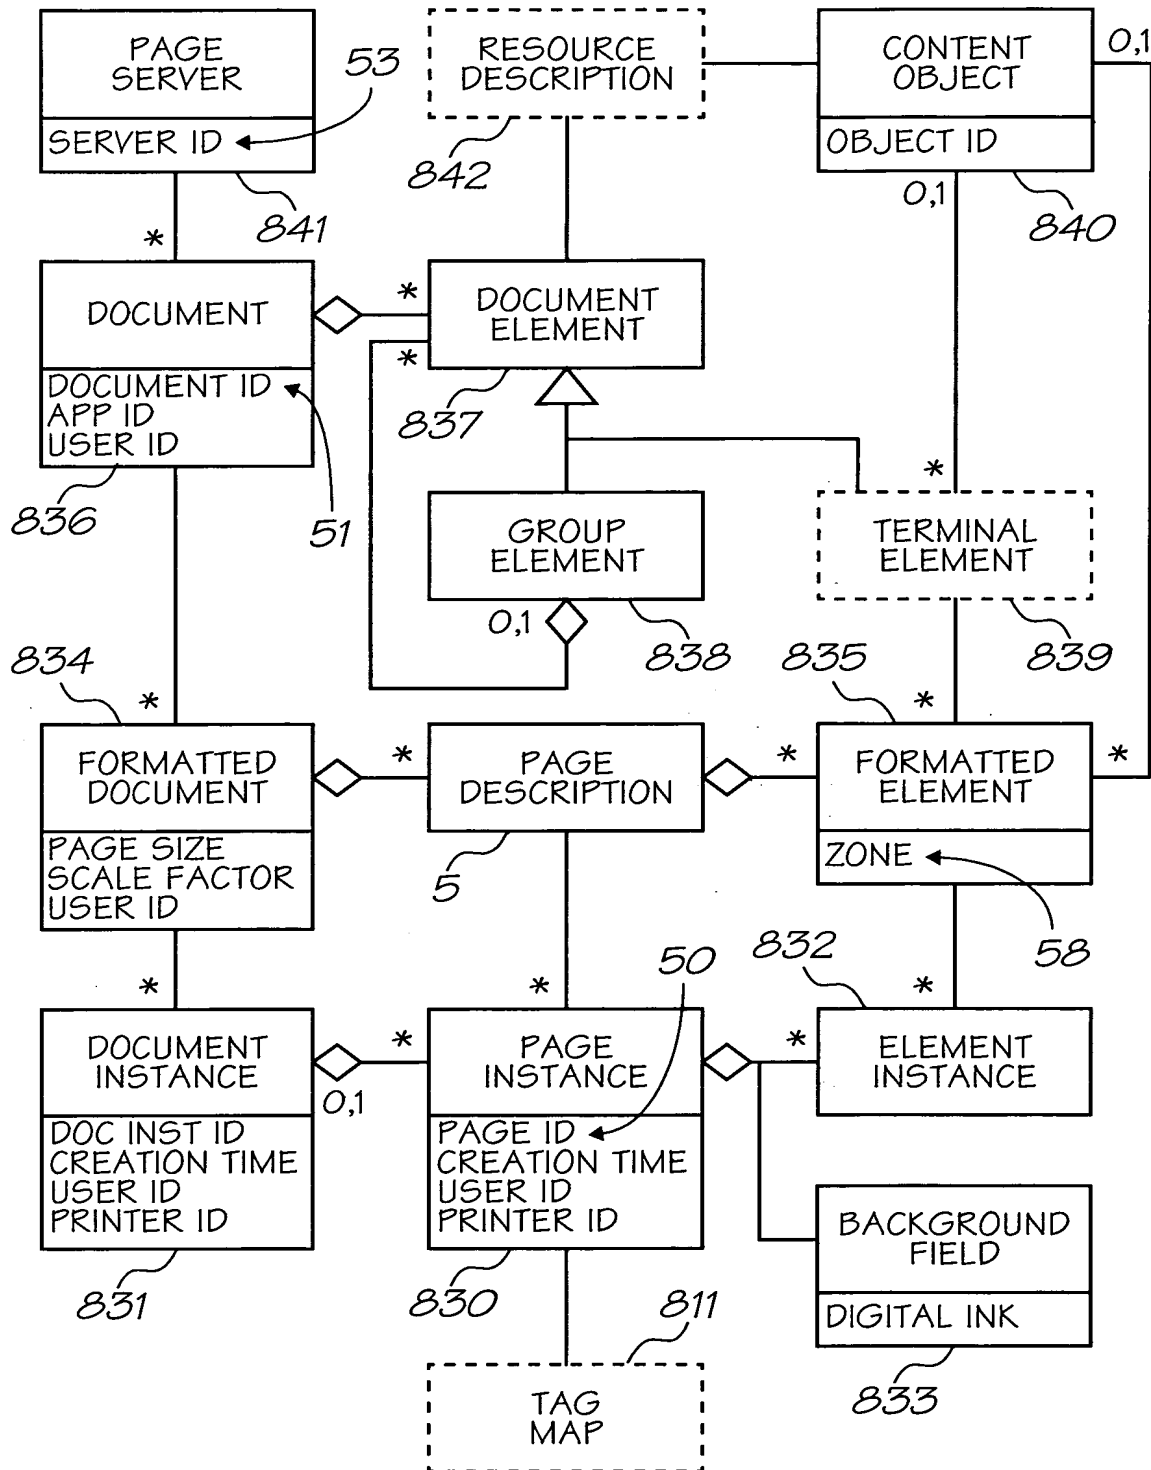 PAGE
SERVER
SERVER ID
53
841
*
RESOURCE
DESCRIPTION
842
CONTENT
OBJECT
OBJECT ID
0,1
0,1
840
DOCUMENT
DOCUMENT ID
APP ID
USER ID
836
51
*
*
DOCUMENT
ELEMENT
837
GROUP
ELEMENT
0,1
838
*
TERMINAL
ELEMENT
839
834
*
FORMATTED
DOCUMENT
PAGE SIZE
SCALE FACTOR
USER ID
*
PAGE
DESCRIPTION
5
835
*
*
*
FORMATTED
ELEMENT
ZONE
58
*
DOCUMENT
INSTANCE
0,1
DOC INST ID
CREATION TIME
USER ID
PRINTER ID
831
*
*
50
PAGE
INSTANCE
PAGE ID
CREATION TIME
USER ID
PRINTER ID
830
832
*
*
ELEMENT
INSTANCE
BACKGROUND
FIELD
DIGITAL INK
833
811
TAG
MAP